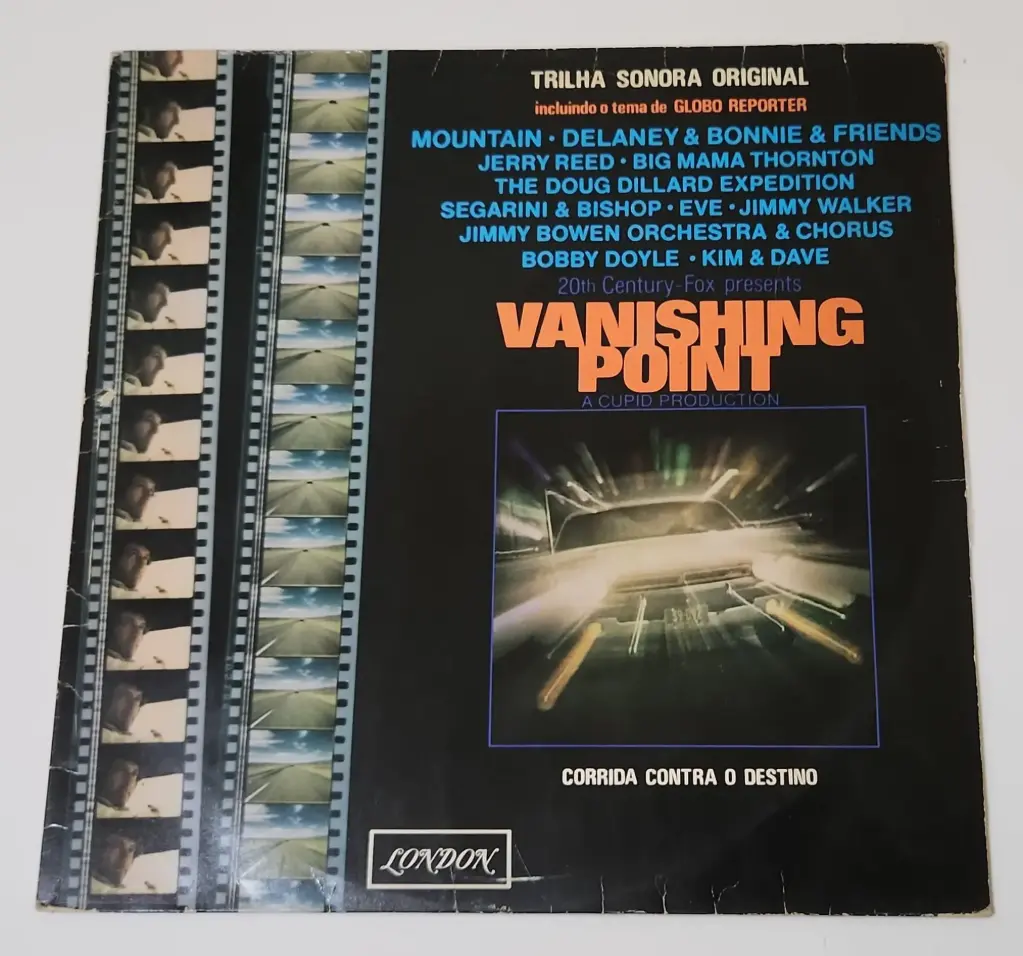 TRILHA SONORA ORIGINAL
incluindo o tema de GLOBO REPORTER
MOUNTAIN • DELANEY & BONNIE & FRIENDS
JERRY REED • BIG MAMA THORNTON
THE DOUG DILLARD EXPEDITION
SEGARINI & BISHOP • EVE • JIMMY WALKER
JIMMY BOWEN ORCHESTRA & CHORUS
BOBBY DOYLE • KIM & DAVE
20th Century-Fox presents
VANISHING
POINT
A CUPID PRODUCTION
CORRIDA CONTRA O DESTINO
LONDON